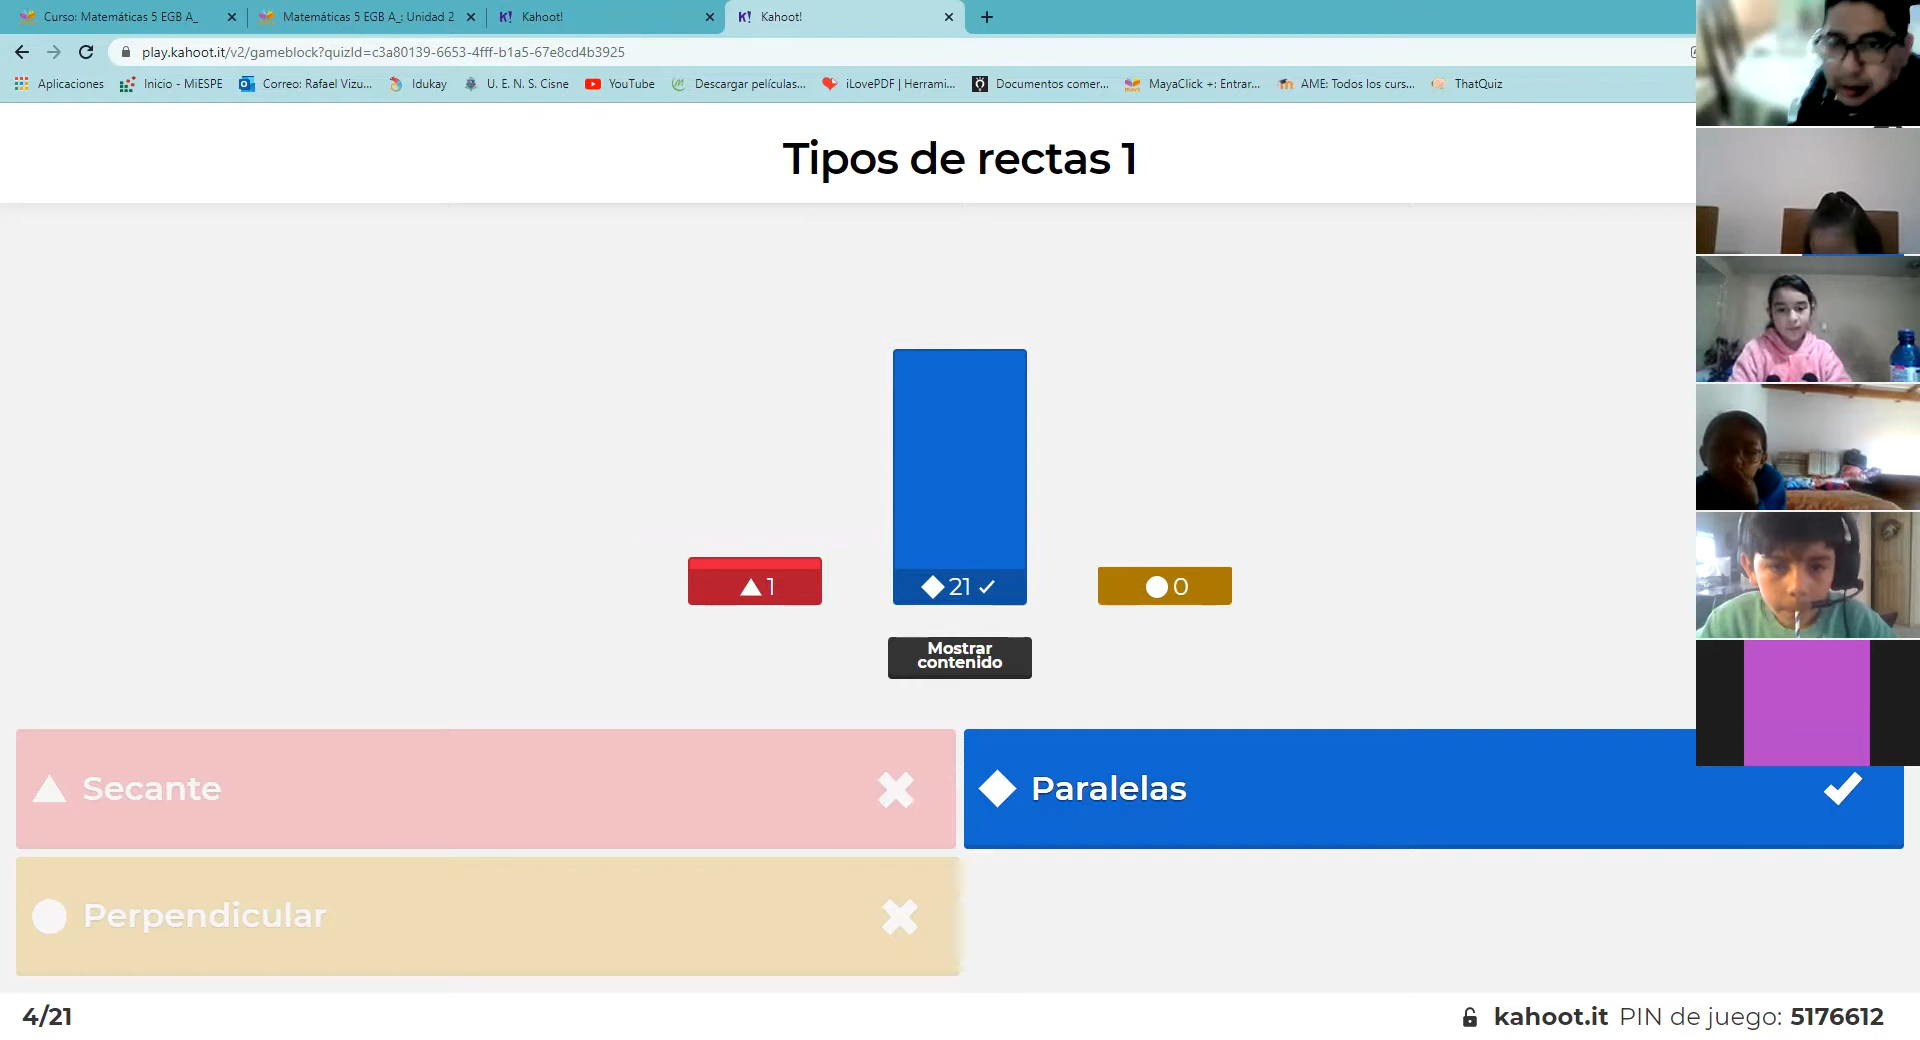 Curso: Matemáticas 5 EGB A_
Matemáticas 5 EGB A_: Unidad 2
K! Kahoot!
K! Kahoot!
play.kahoot.it/v2/gameblock?quizId=c3a80139-6653-4fff-b1a5-67e8cd4b3925
Aplicaciones Inicio - MiESPE Correo: Rafael Vizu... Idukay U. E. N. S. Cisne YouTube Descargar películas... iLovePDF | Herrami... Documentos comer... MayaClick +: Entrar... AME: Todos los curs... ThatQuiz
Tipos de rectas 1
1
21
0
Mostrar
contenido
Secante
Paralelas
Perpendicular
4/21
kahoot.it PIN de juego: 5176612